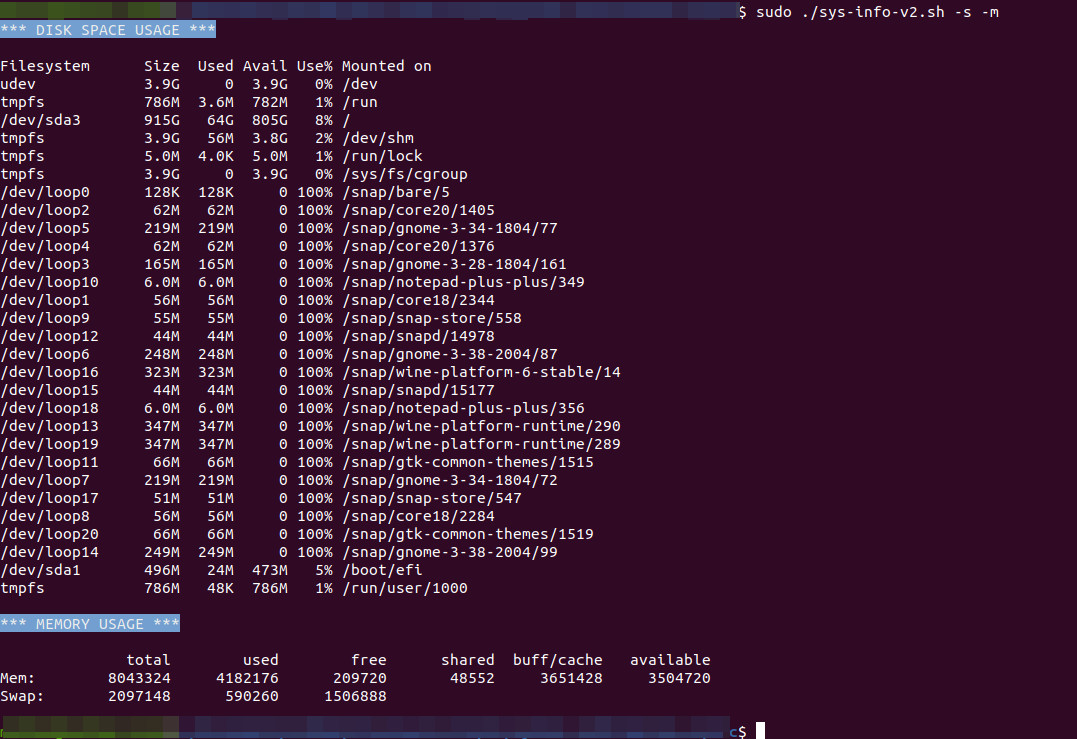 $ sudo ./sys-info-v2.sh -s -m
*** DISK SPACE USAGE ***
Filesystem      Size  Used Avail Use% Mounted on
udev            3.9G     0  3.9G   0% /dev
tmpfs           786M  3.6M  782M   1% /run
/dev/sda3       915G   64G  805G   8% /
tmpfs           3.9G   56M  3.8G   2% /dev/shm
tmpfs           5.0M  4.0K  5.0M   1% /run/lock
tmpfs           3.9G     0  3.9G   0% /sys/fs/cgroup
/dev/loop0      128K  128K     0 100% /snap/bare/5
/dev/loop2       62M   62M     0 100% /snap/core20/1405
/dev/loop5      219M  219M     0 100% /snap/gnome-3-34-1804/77
/dev/loop4       62M   62M     0 100% /snap/core20/1376
/dev/loop3      165M  165M     0 100% /snap/gnome-3-28-1804/161
/dev/loop10     6.0M  6.0M     0 100% /snap/notepad-plus-plus/349
/dev/loop1       56M   56M     0 100% /snap/core18/2344
/dev/loop9       55M   55M     0 100% /snap/snap-store/558
/dev/loop12      44M   44M     0 100% /snap/snapd/14978
/dev/loop6      248M  248M     0 100% /snap/gnome-3-38-2004/87
/dev/loop16     323M  323M     0 100% /snap/wine-platform-6-stable/14
/dev/loop15      44M   44M     0 100% /snap/snapd/15177
/dev/loop18     6.0M  6.0M     0 100% /snap/notepad-plus-plus/356
/dev/loop13     347M  347M     0 100% /snap/wine-platform-runtime/290
/dev/loop19     347M  347M     0 100% /snap/wine-platform-runtime/289
/dev/loop11      66M   66M     0 100% /snap/gtk-common-themes/1515
/dev/loop7      219M  219M     0 100% /snap/gnome-3-34-1804/72
/dev/loop17      51M   51M     0 100% /snap/snap-store/547
/dev/loop8       56M   56M     0 100% /snap/core18/2284
/dev/loop20      66M   66M     0 100% /snap/gtk-common-themes/1519
/dev/loop14     249M  249M     0 100% /snap/gnome-3-38-2004/99
/dev/sda1       496M   24M  473M   5% /boot/efi
tmpfs           786M   48K  786M   1% /run/user/1000
*** MEMORY USAGE ***
              total        used        free      shared  buff/cache   available
Mem:        8043324     4182176      209720       48552     3651428     3504720
Swap:       2097148      590260     1506888
$